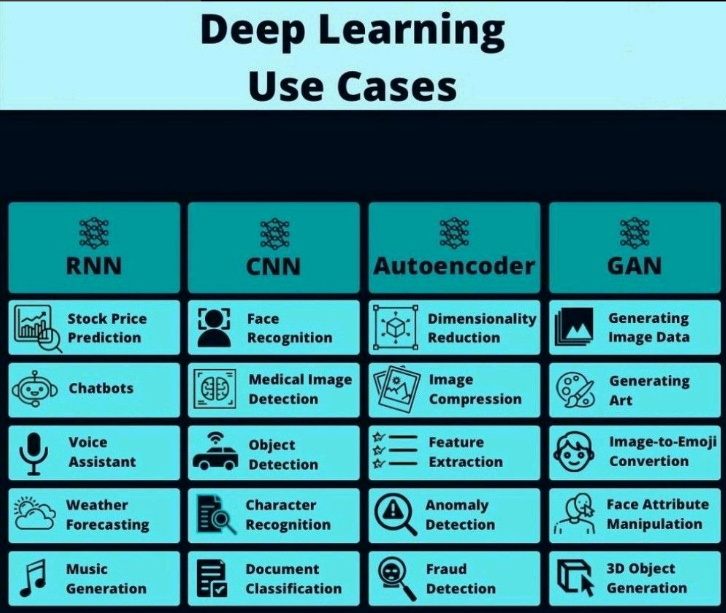 Deep Learning
Use Cases
RNN
CNN
Autoencoder
GAN
Stock Price
Prediction
Face
Recognition
Dimensionality
Reduction
Generating
Image Data
Chatbots
Medical Image
Detection
Image
Compression
Generating
Art
Voice
Assistant
Object
Detection
Feature
Extraction
Image-to-Emoji
Convertion
Weather
Forecasting
Character
Recognition
Anomaly
Detection
Face Attribute
Manipulation
Music
Generation
Document
Classification
Fraud
Detection
3D Object
Generation